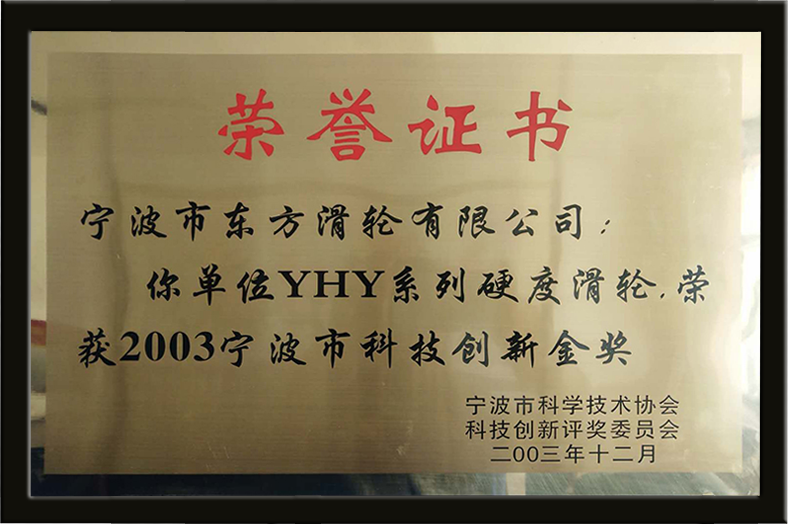 荣誉证书
宁波市东方滑轮有限公司：
你单位YHY系列硬度滑轮，荣
获2003宁波市科技创新金奖
宁波市科学技术协会
科技创新评奖委员会
二00三年十二月